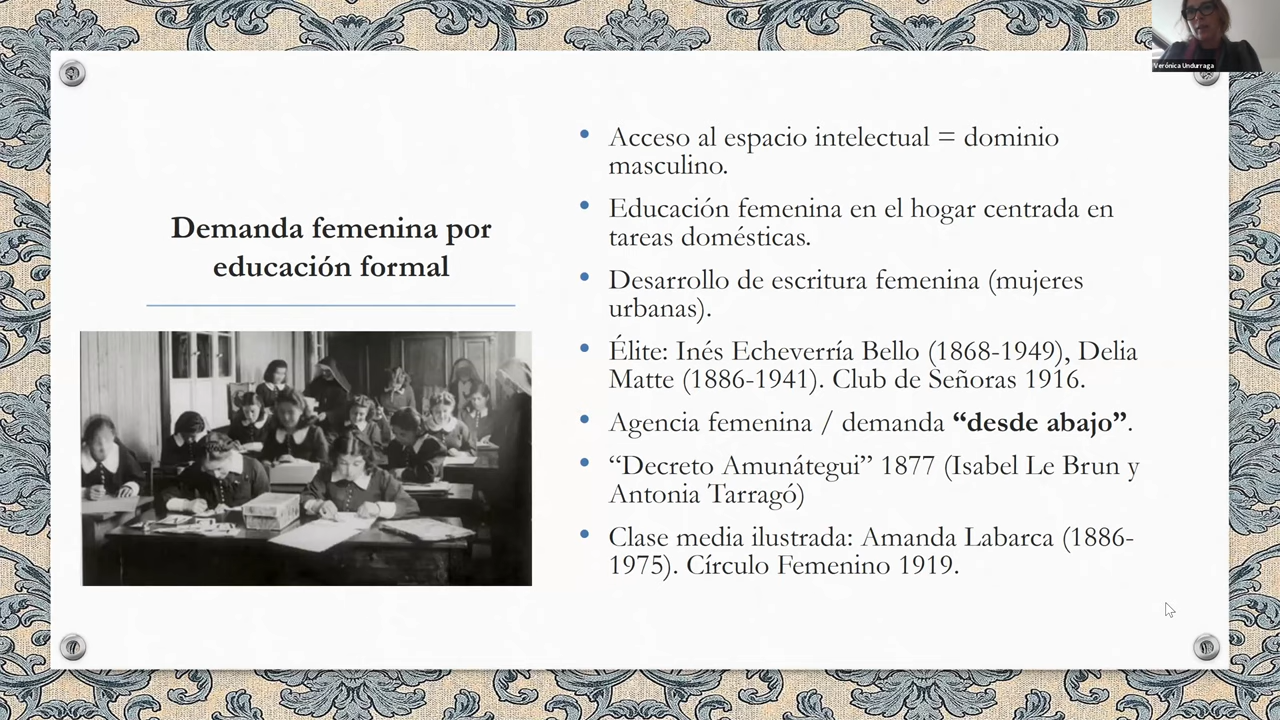 Verónica Undurraga
Demanda femenina por
educación formal
• Acceso al espacio intelectual = dominio
masculino.
• Educación femenina en el hogar centrada en
tareas domésticas.
• Desarrollo de escritura femenina (mujeres
urbanas).
• Élite: Inés Echeverría Bello (1868-1949), Delia
Matte (1886-1941). Club de Señoras 1916.
• Agencia femenina / demanda “desde abajo”.
• “Decreto Amunátegui” 1877 (Isabel Le Brun y
Antonia Tarragó)
• Clase media ilustrada: Amanda Labarca (1886-
1975). Círculo Femenino 1919.